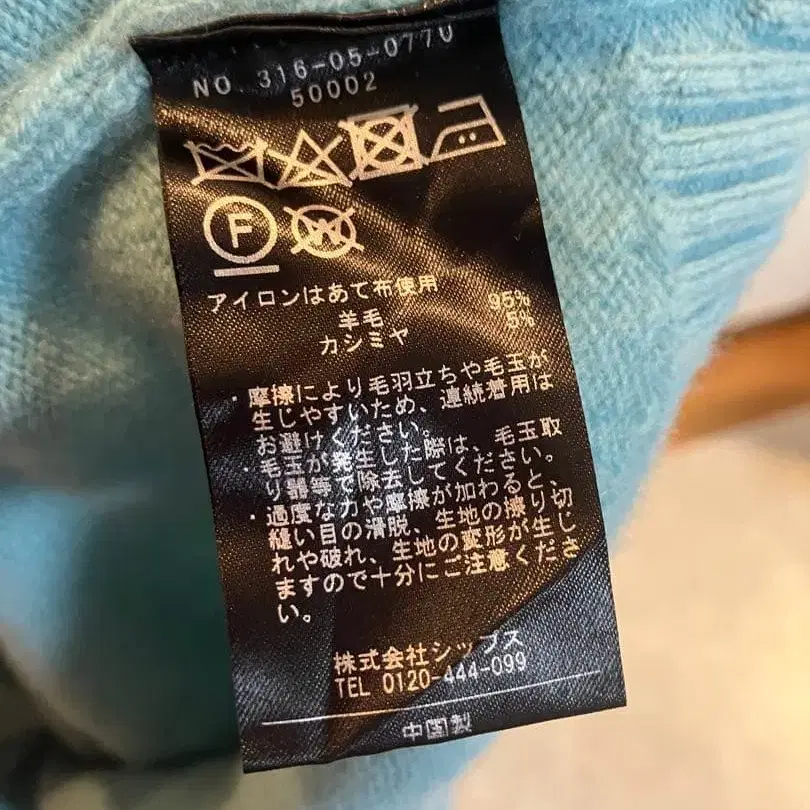 NO. 316-05-0770
50002
F
W
アイロンはあて布使用
羊毛 95%
カシミヤ 5%
・摩擦により毛羽立ちや毛玉が
生じやすいため、連続着用は
お避けください。
・毛玉が発生した際は、毛玉取
り器等で除去してください。
・過度な力や摩擦が加わると、
縫い目の滑脱、生地の擦り切
れや破れ、生地の変形が生じ
ますので十分にご注意くださ
い。
株式会社シップス
TEL 0120-444-099
中国製